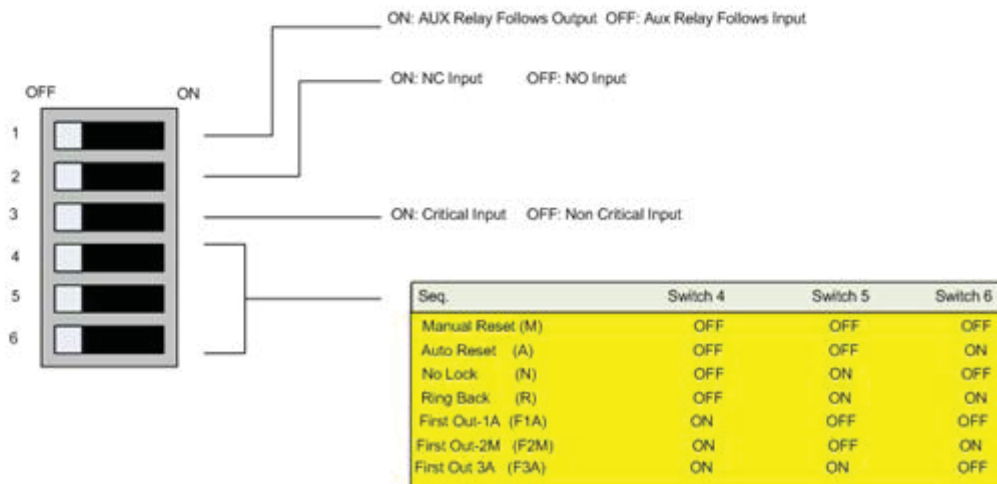 ON: AUX Relay Follows Output OFF: Aux Relay Follows Input
ON: NC Input OFF: NO Input
OFF ON
1
2
3
4
5
6
ON: Critical Input OFF: Non Critical Input
Seq. Switch 4 Switch 5 Switch 6
Manual Reset (M) OFF OFF OFF
Auto Reset (A) OFF OFF ON
No Lock (N) OFF ON OFF
Ring Back (R) OFF ON ON
First Out-1A (F1A) ON OFF OFF
First Out-2M (F2M) ON OFF ON
First Out 3A (F3A) ON ON OFF